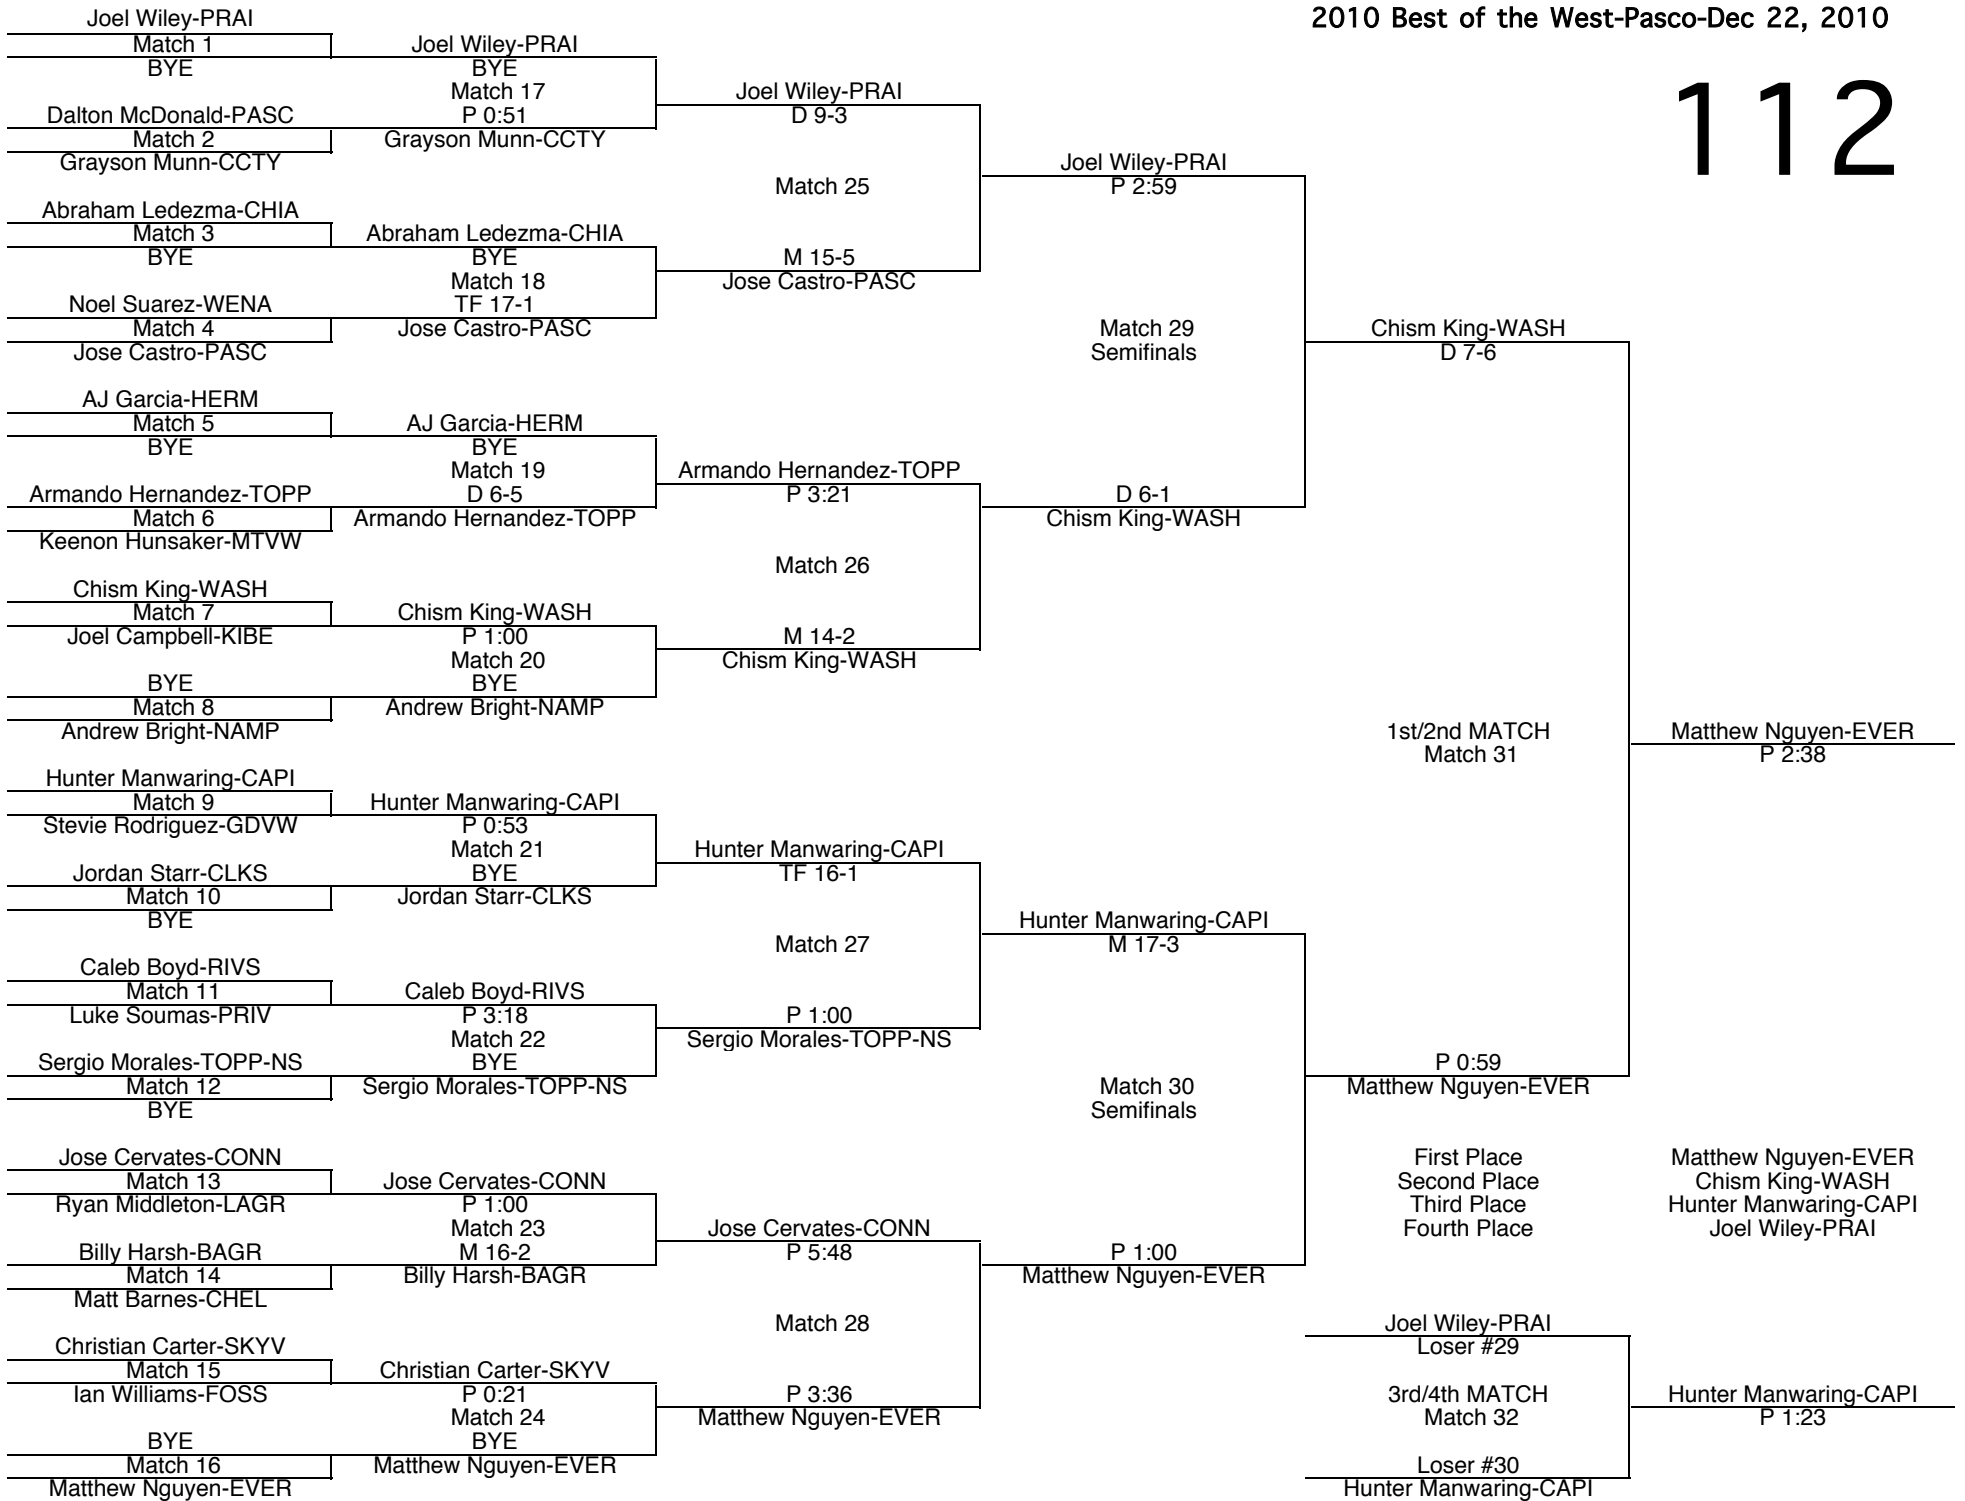 2010 Best of the West-Pasco-Dec 22, 2010
112
Joel Wiley-PRAI
Match 1
BYE
Dalton McDonald-PASC
Match 2
Grayson Munn-CCTY
Abraham Ledezma-CHIA
Match 3
BYE
Noel Suarez-WENA
Match 4
Jose Castro-PASC
AJ Garcia-HERM
Match 5
BYE
Armando Hernandez-TOPP
Match 6
Keenon Hunsaker-MTVW
Chism King-WASH
Match 7
Joel Campbell-KIBE
BYE
Match 8
Andrew Bright-NAMP
Hunter Manwaring-CAPI
Match 9
Stevie Rodriguez-GDVW
Jordan Starr-CLKS
Match 10
BYE
Caleb Boyd-RIVS
Match 11
Luke Soumas-PRIV
Sergio Morales-TOPP-NS
Match 12
BYE
Jose Cervates-CONN
Match 13
Ryan Middleton-LAGR
Billy Harsh-BAGR
Match 14
Matt Barnes-CHEL
Christian Carter-SKYV
Match 15
Ian Williams-FOSS
BYE
Match 16
Matthew Nguyen-EVER
Joel Wiley-PRAI
BYE
Match 17
P 0:51
Grayson Munn-CCTY
Abraham Ledezma-CHIA
BYE
Match 18
TF 17-1
Jose Castro-PASC
AJ Garcia-HERM
BYE
Match 19
D 6-5
Armando Hernandez-TOPP
Chism King-WASH
P 1:00
Match 20
BYE
Andrew Bright-NAMP
Hunter Manwaring-CAPI
P 0:53
Match 21
BYE
Jordan Starr-CLKS
Caleb Boyd-RIVS
P 3:18
Match 22
BYE
Sergio Morales-TOPP-NS
Jose Cervates-CONN
P 1:00
Match 23
M 16-2
Billy Harsh-BAGR
Christian Carter-SKYV
P 0:21
Match 24
BYE
Matthew Nguyen-EVER
Joel Wiley-PRAI
D 9-3
Match 25
M 15-5
Jose Castro-PASC
Armando Hernandez-TOPP
P 3:21
Match 26
M 14-2
Chism King-WASH
Hunter Manwaring-CAPI
TF 16-1
Match 27
P 1:00
Sergio Morales-TOPP-NS
Jose Cervates-CONN
P 5:48
Match 28
P 3:36
Matthew Nguyen-EVER
Joel Wiley-PRAI
P 2:59
Match 29
Semifinals
D 6-1
Chism King-WASH
Hunter Manwaring-CAPI
M 17-3
Match 30
Semifinals
P 1:00
Matthew Nguyen-EVER
Chism King-WASH
D 7-6
1st/2nd MATCH
Match 31
P 0:59
Matthew Nguyen-EVER
Matthew Nguyen-EVER
P 2:38
First Place Matthew Nguyen-EVER
Second Place Chism King-WASH
Third Place Hunter Manwaring-CAPI
Fourth Place Joel Wiley-PRAI
Joel Wiley-PRAI
Loser #29
3rd/4th MATCH
Match 32
Loser #30
Hunter Manwaring-CAPI
Hunter Manwaring-CAPI
P 1:23